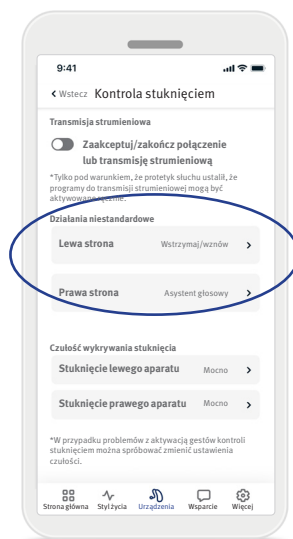 9:41
Wstecz Kontrola stuknięciem
Transmisja strumieniowa
Zaakceptuj/zakończ połączenie
lub transmisję strumieniową
*Tylko pod warunkiem, że protetyk słuchu ustalił, że
programy do transmisji strumieniowej mogą być
aktywowane ręcznie.
Działania niestandardowe
Lewa strona Wstrzymaj/wznów
Prawa strona Asystent głosowy
Czułość wykrywania stuknięcia
Stuknięcie lewego aparatu Mocno
Stuknięcie prawego aparatu Mocno
*W przypadku problemów z aktywacją gestów kontroli
stuknięciem można spróbować zmienić ustawienia
czułości.
Strona główna Styl życia Urządzenia Wsparcie Więcej